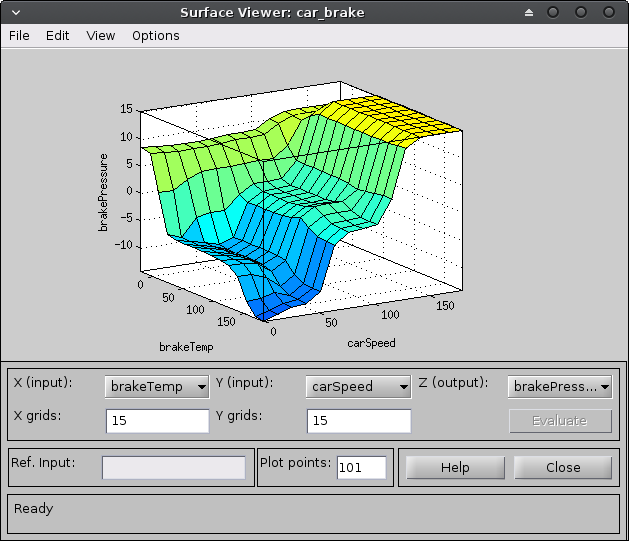 Surface Viewer: car_brake
File Edit View Options
15
10
5
0
−5
−10
brakePressure
0
50
100
150
brakeTemp
0
50
100
150
carSpeed
X (input): brakeTemp Y (input): carSpeed Z (output): brakePress...
X grids: 15 Y grids: 15 Evaluate
Ref. Input: Plot points: 101 Help Close
Ready